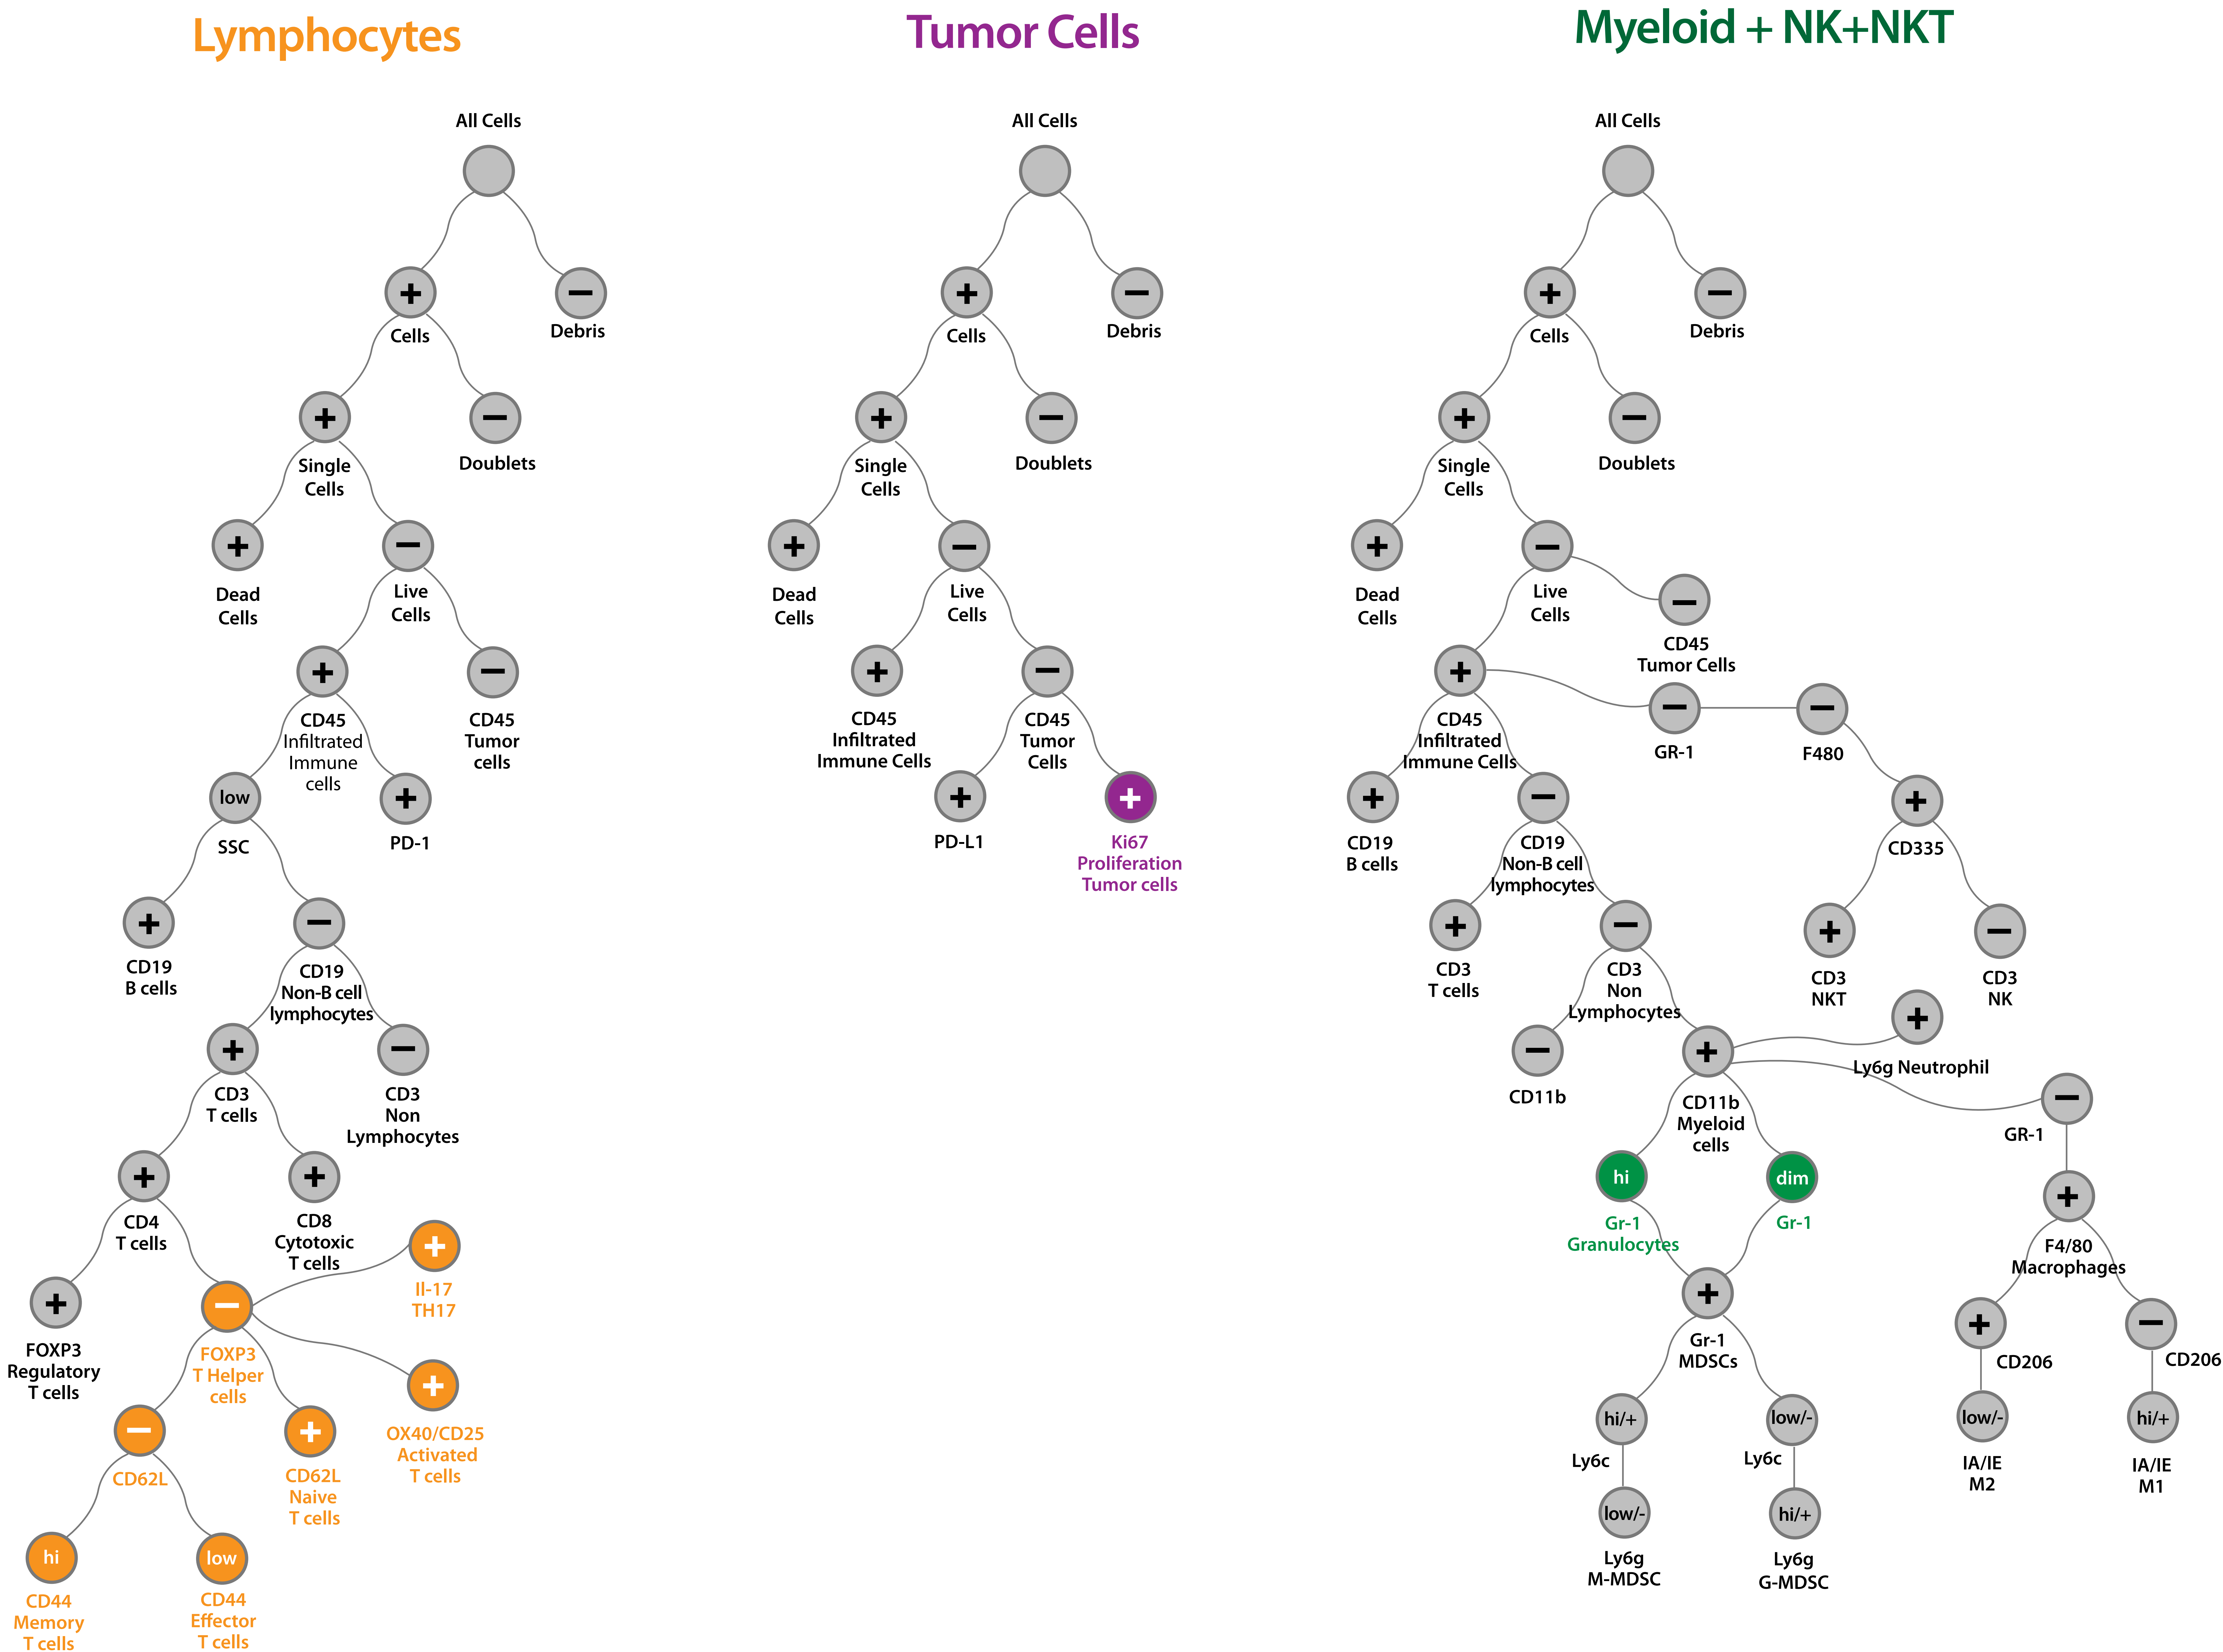 Lymphocytes
All Cells
+
Cells
−
Debris
+
Single
Cells
−
Doublets
+
Dead
Cells
−
Live
Cells
+
CD45
Infiltrated
Immune
cells
−
CD45
Tumor
cells
low
SSC
+
PD-1
+
CD19
B cells
−
CD19
Non-B cell
lymphocytes
+
CD3
T cells
−
CD3
Non
Lymphocytes
+
CD4
T cells
+
CD8
Cytotoxic
T cells
+
Il-17
TH17
+
FOXP3
Regulatory
T cells
−
FOXP3
T Helper
cells
+
OX40/CD25
Activated
T cells
−
CD62L
+
CD62L
Naive
T cells
hi
CD44
Memory
T cells
low
CD44
Effector
T cells
Tumor Cells
All Cells
+
Cells
−
Debris
+
Single
Cells
−
Doublets
+
Dead
Cells
−
Live
Cells
+
CD45
Infiltrated
Immune Cells
−
CD45
Tumor
Cells
+
PD-L1
+
Ki67
Proliferation
Tumor cells
Myeloid + NK+NKT
All Cells
+
Cells
−
Debris
+
Single
Cells
−
Doublets
+
Dead
Cells
−
Live
Cells
−
CD45
Tumor Cells
+
CD45
Infiltrated
Immune Cells
−
GR-1
−
F480
+
CD19
B cells
−
CD19
Non-B cell
lymphocytes
+
CD335
+
CD3
T cells
−
CD3
Non
Lymphocytes
+
CD3
NKT
−
CD3
NK
−
CD11b
+
CD11b
Myeloid
cells
+
Ly6g Neutrophil
−
GR-1
hi
Gr-1
Granulocytes
dim
Gr-1
+
F4/80
Macrophages
+
Gr-1
MDSCs
+
CD206
−
CD206
hi/+
Ly6c
low/-
Ly6c
low/-
IA/IE
M2
hi/+
IA/IE
M1
low/-
Ly6g
M-MDSC
hi/+
Ly6g
G-MDSC